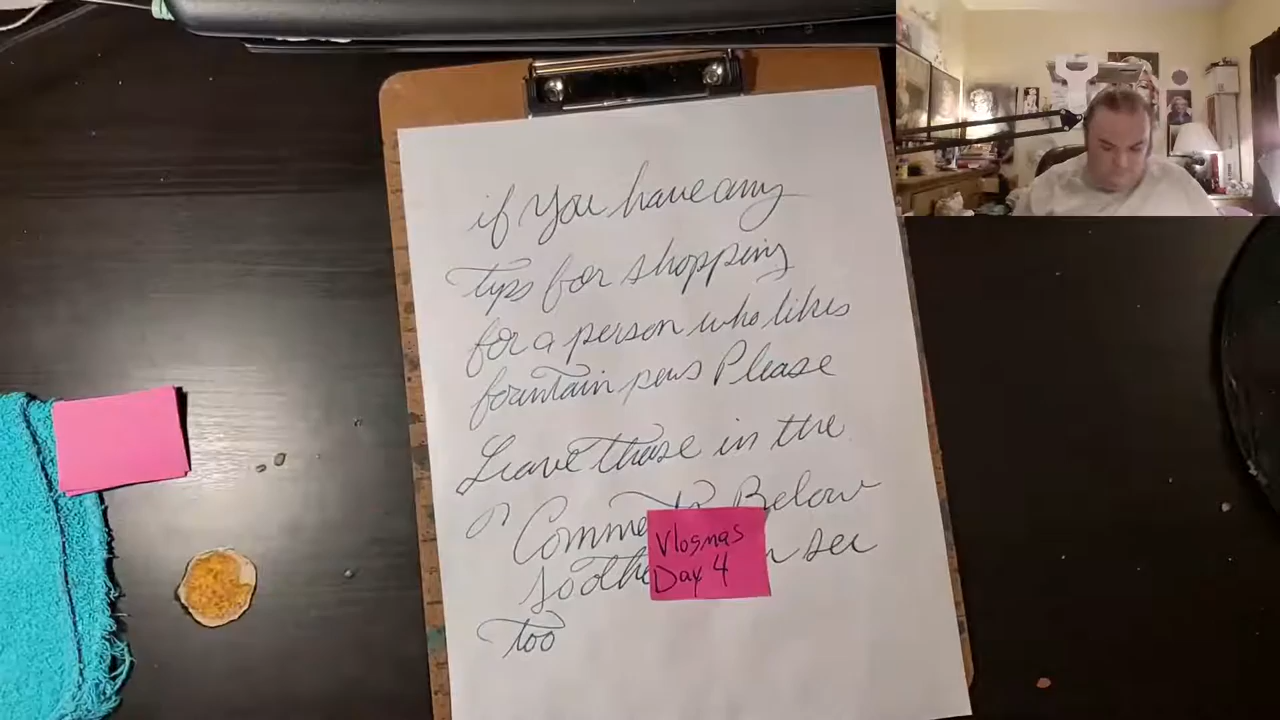 if You have any
tips for shopping
for a person who likes
fountain pens Please
Leave those in the
Comme Below
so othe see
too
Vlogmas
Day 4